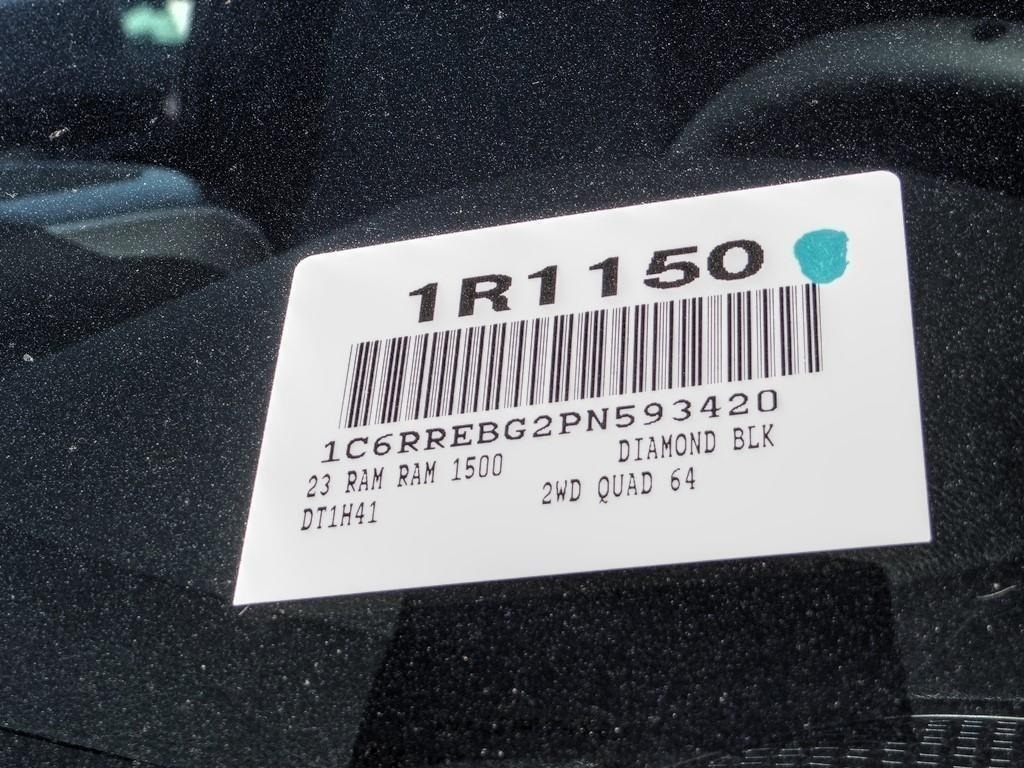 1R1150
1C6RREBG2PN593420
23 RAM RAM 1500 DIAMOND BLK
DT1H41 2WD QUAD 64